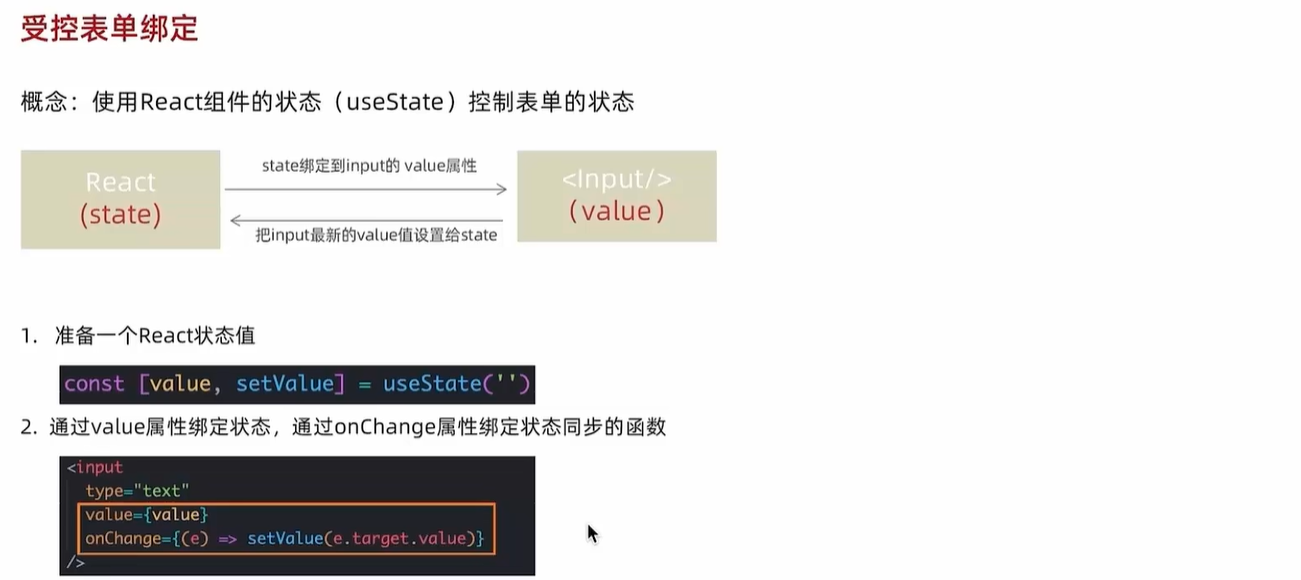 受控表单绑定
概念：使用React组件的状态（useState）控制表单的状态
React
(state)
state绑定到input的 value属性
把input最新的value值设置给state
<Input/>
(value)
1. 准备一个React状态值
const [value, setValue] = useState('')
2. 通过value属性绑定状态，通过onChange属性绑定状态同步的函数
<input
type="text"
value={value}
onChange={(e) => setValue(e.target.value)}
/>